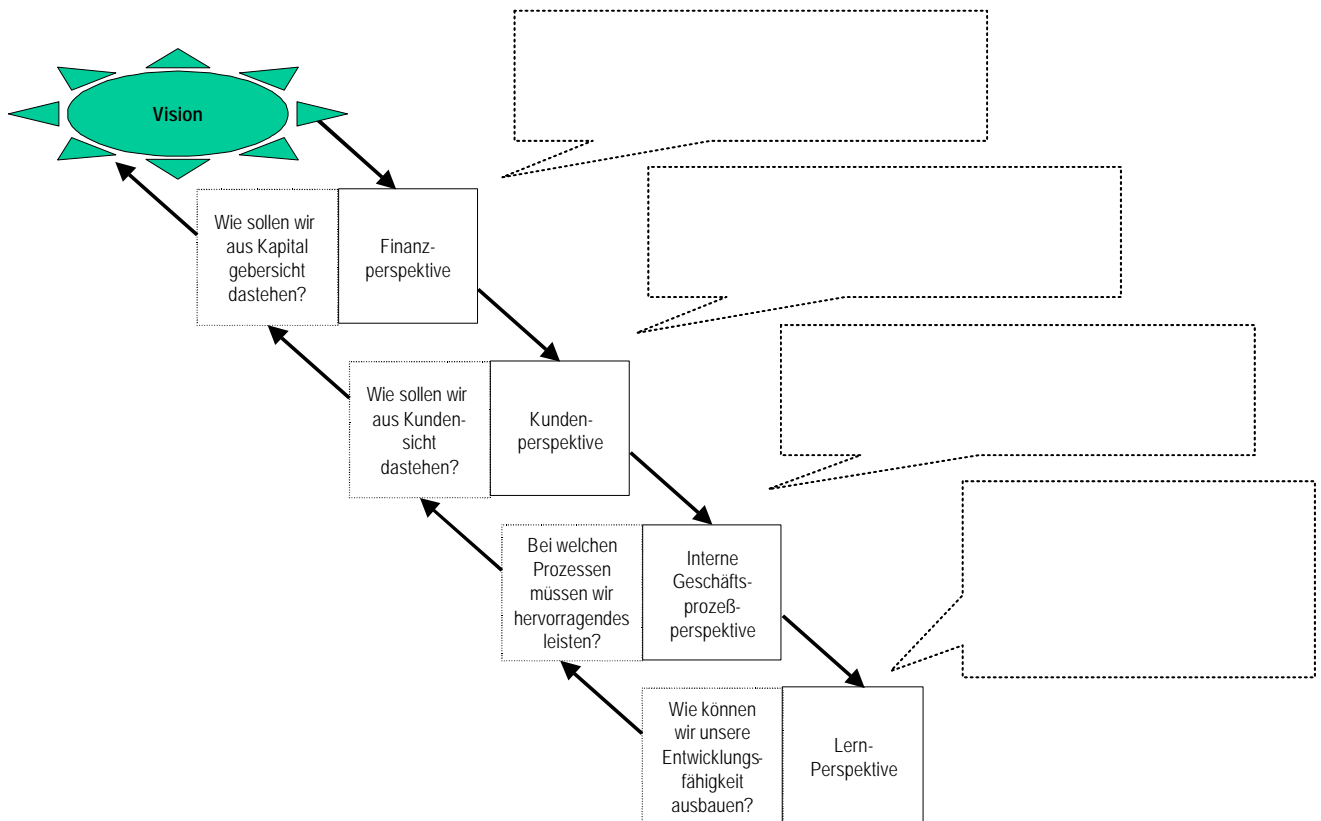 Vision
Wie sollen wir
aus Kapital
gebersicht
dastehen?
Finanz-
perspektive
Wie sollen wir
aus Kunden-
sicht
dastehen?
Kunden-
perspektive
Bei welchen
Prozessen
müssen wir
hervorragendes
leisten?
Interne
Geschäfts-
prozeß-
perspektive
Wie können
wir unsere
Entwicklungs-
fähigkeit
ausbauen?
Lern-
Perspektive